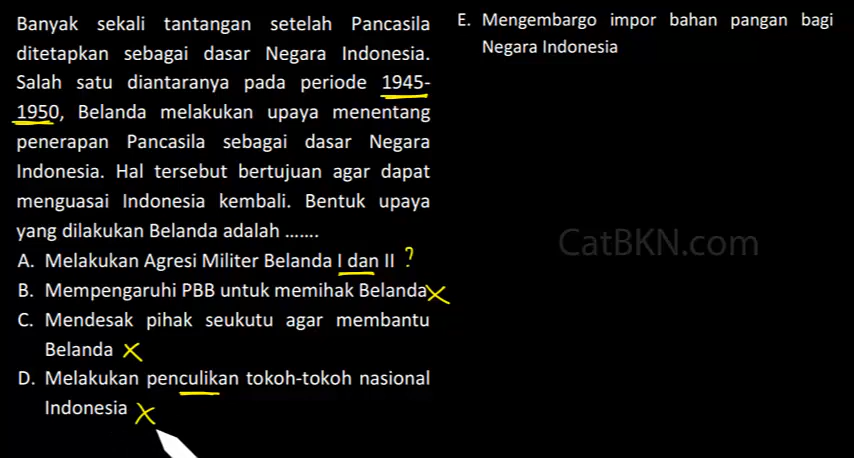 Banyak sekali tantangan setelah Pancasila
ditetapkan sebagai dasar Negara Indonesia.
Salah satu diantaranya pada periode 1945-
1950, Belanda melakukan upaya menentang
penerapan Pancasila sebagai dasar Negara
Indonesia. Hal tersebut bertujuan agar dapat
menguasai Indonesia kembali. Bentuk upaya
yang dilakukan Belanda adalah .......
A. Melakukan Agresi Militer Belanda I dan II ?
B. Mempengaruhi PBB untuk memihak Belanda
C. Mendesak pihak seukutu agar membantu
Belanda
D. Melakukan penculikan tokoh-tokoh nasional
Indonesia
E. Mengembargo impor bahan pangan bagi
Negara Indonesia
CatBKN.com